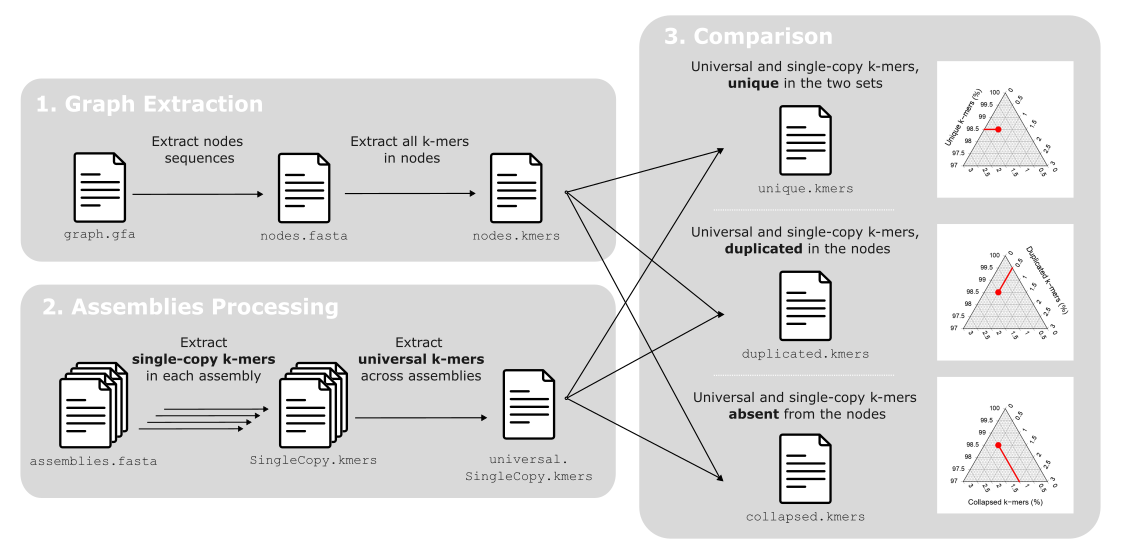 1. Graph Extraction
Extract nodes
sequences
Extract all k-mers
in nodes
graph.gfa
nodes.fasta
nodes.kmers
2. Assemblies Processing
Extract
single-copy k-mers
in each assembly
Extract
universal k-mers
across assemblies
assemblies.fasta
SingleCopy.kmers
universal.
SingleCopy.kmers
3. Comparison
Universal and single-copy k-mers,
unique in the two sets
unique.kmers
Unique k−mers (%)
100
99.5
99
98.5
98
97.5
97
0
0.5
1
1.5
2
2.5
3
3
2.5
2
1.5
1
0.5
0
Universal and single-copy k-mers,
duplicated in the nodes
duplicated.kmers
Duplicated k−mers (%)
100
99.5
99
98.5
98
97.5
97
0
0.5
1
1.5
2
2.5
3
3
2.5
2
1.5
1
0.5
0
Universal and single-copy k-mers
absent from the nodes
collapsed.kmers
100
99.5
99
98.5
98
97.5
97
0
0.5
1
1.5
2
2.5
3
3
2.5
2
1.5
1
0.5
0
Collapsed k−mers (%)